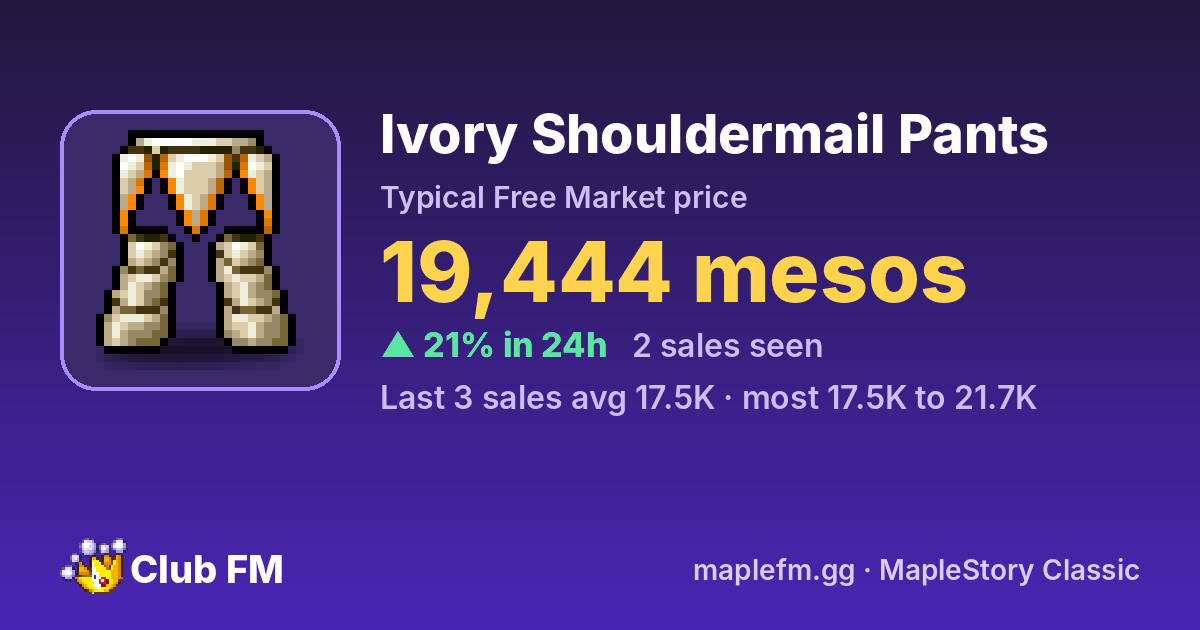 Ivory Shouldermail Pants
Typical Free Market price
19,444 mesos
▲ 21% in 24h 2 sales seen
Last 3 sales avg 17.5K · most 17.5K to 21.7K
Club FM
maplefm.gg · MapleStory Classic